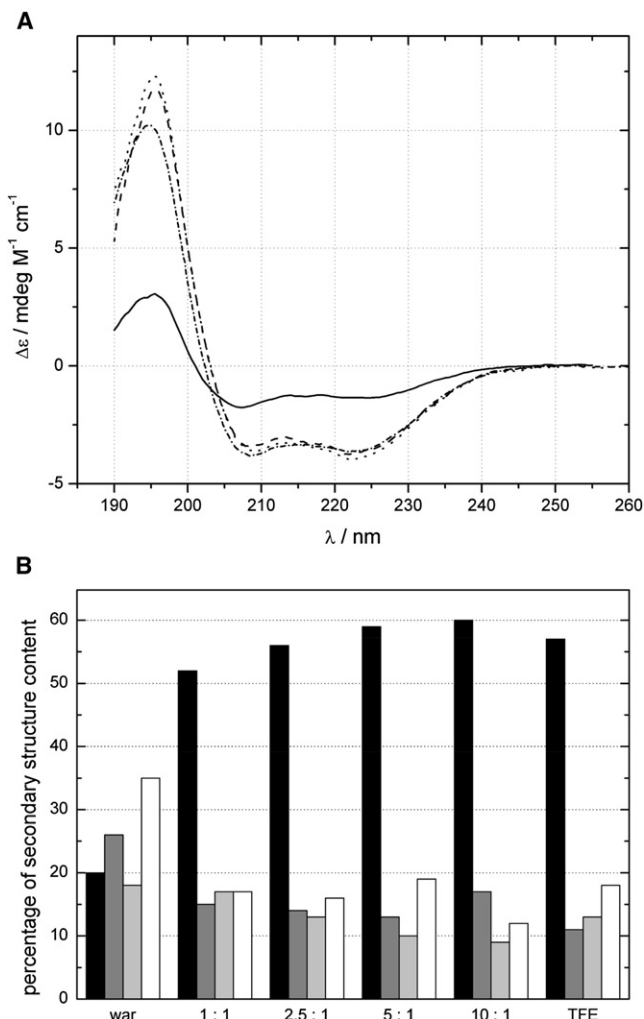 A
10
5
0
-5
190
200
210
220
230
240
250
260
Δε / mdeg M⁻¹ cm⁻¹
λ / nm
B
60
50
40
30
20
10
0
percentage of secondary structure content
war
1 : 1
2.5 : 1
5 : 1
10 : 1
TFE